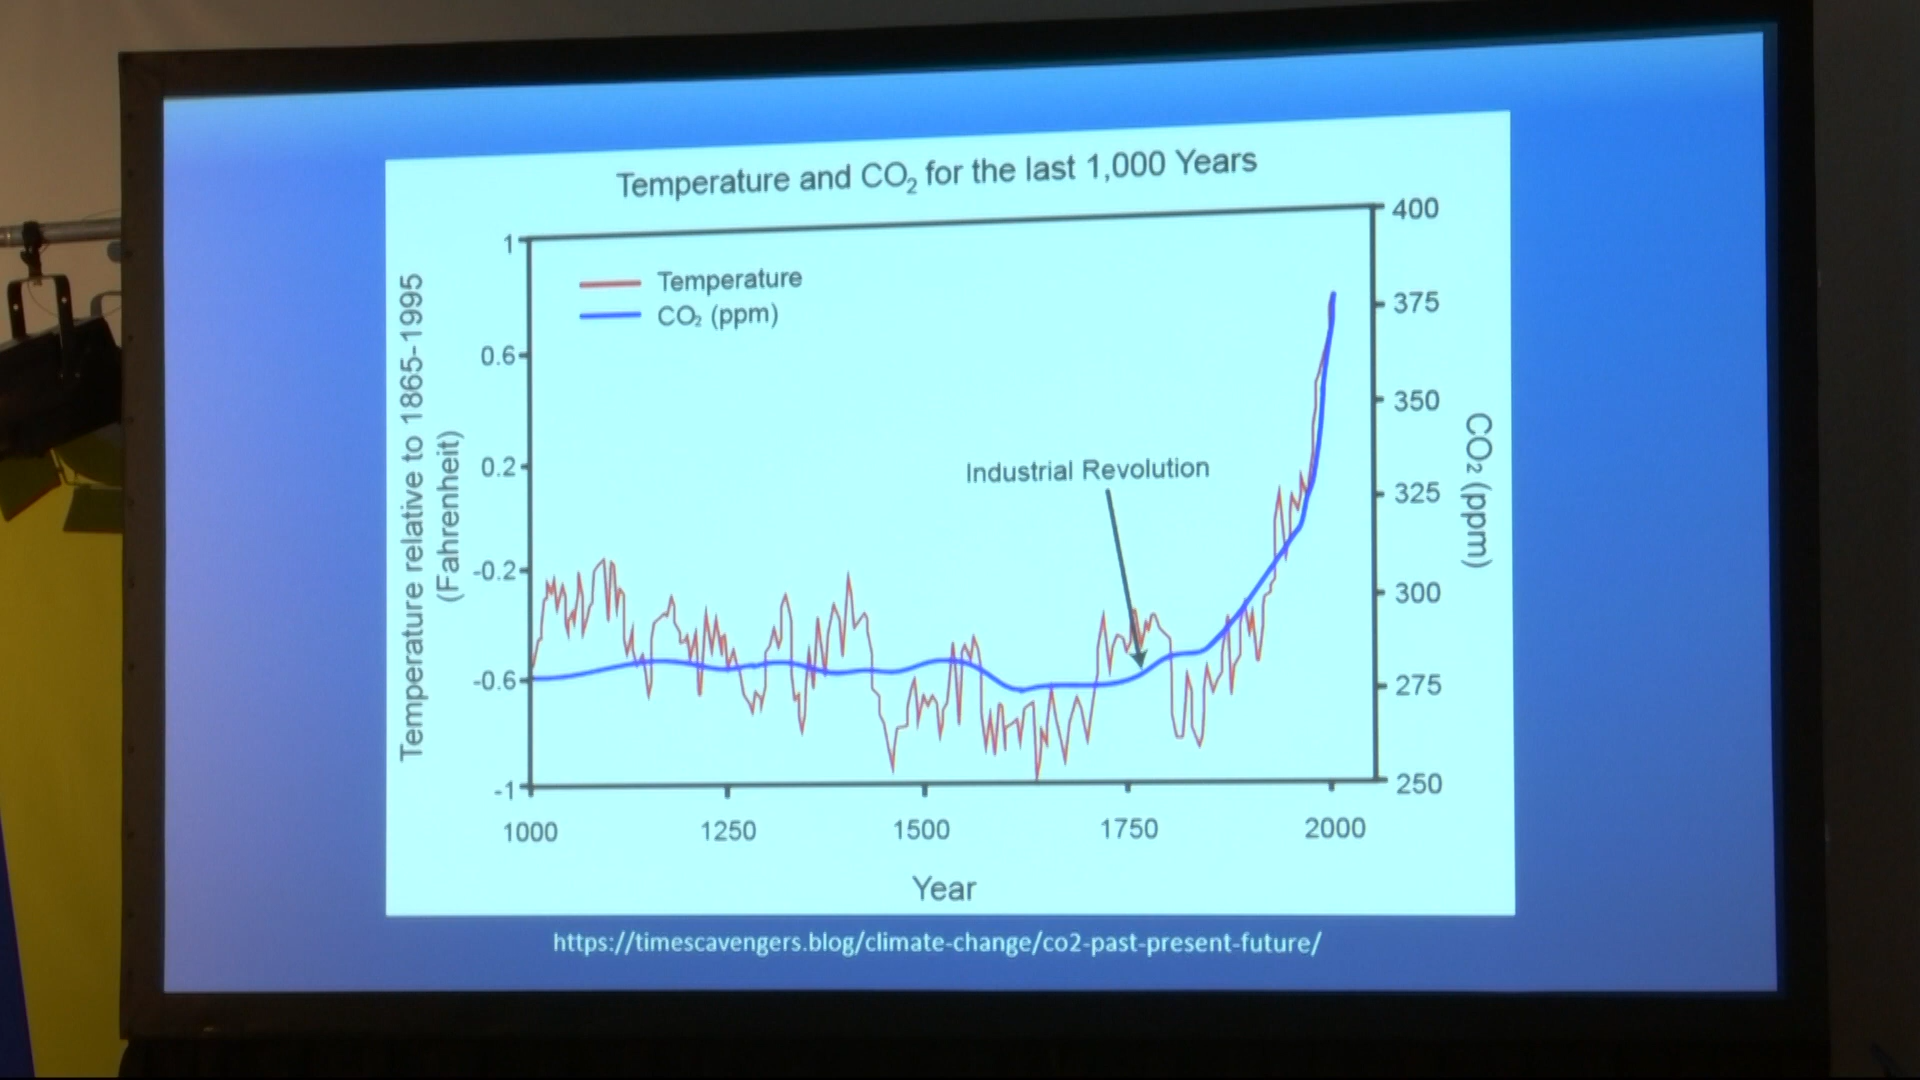 Temperature and CO₂ for the last 1,000 Years
Temperature relative to 1865-1995
(Fahrenheit)
1
0.6
0.2
-0.2
-0.6
-1
Temperature
CO₂ (ppm)
Industrial Revolution
400
375
350
325
300
275
250
CO₂ (ppm)
1000 1250 1500 1750 2000
Year
https://timescavengers.blog/climate-change/co2-past-present-future/